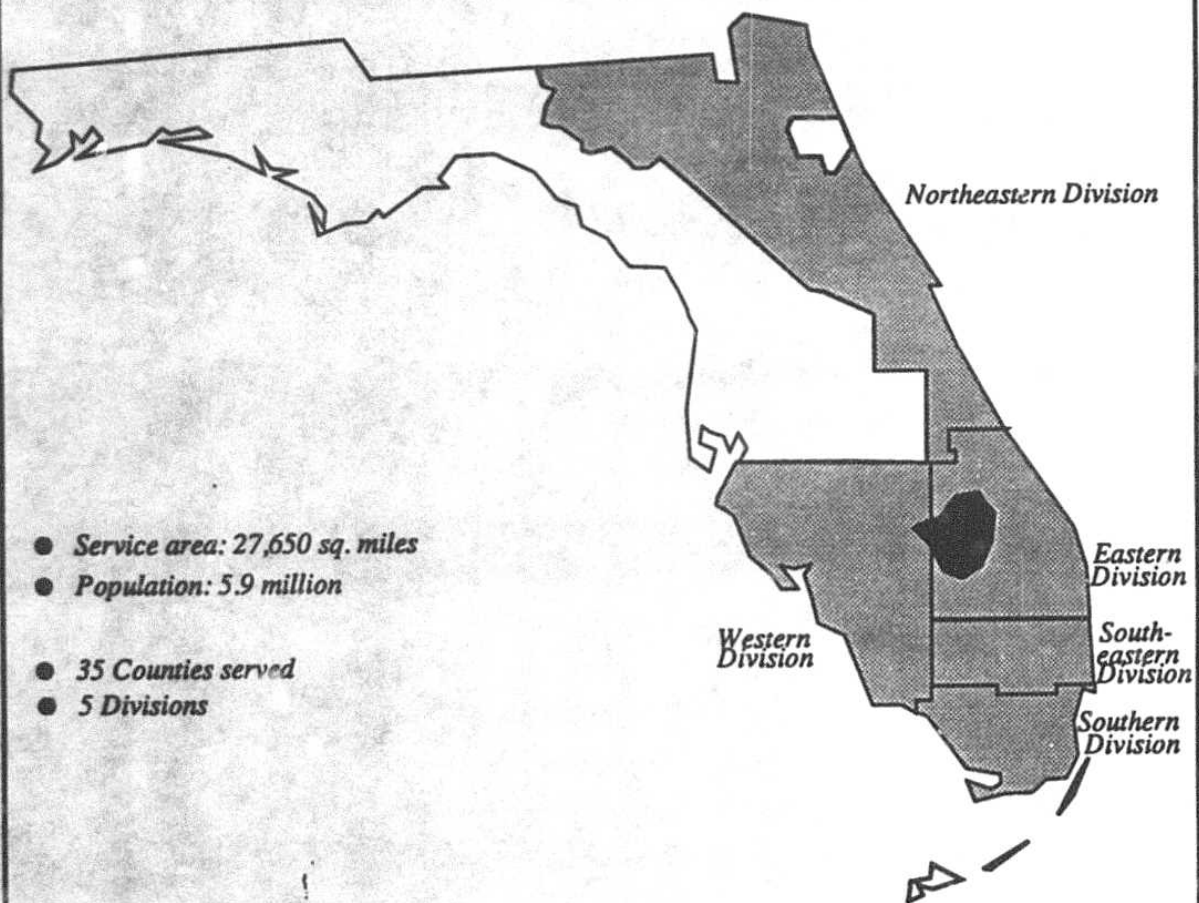 Northeastern Division
● Service area: 27,650 sq. miles
● Population: 5.9 million
● 35 Counties served
● 5 Divisions
Western
Division
Eastern
Division
South-
eastern
Division
Southern
Division